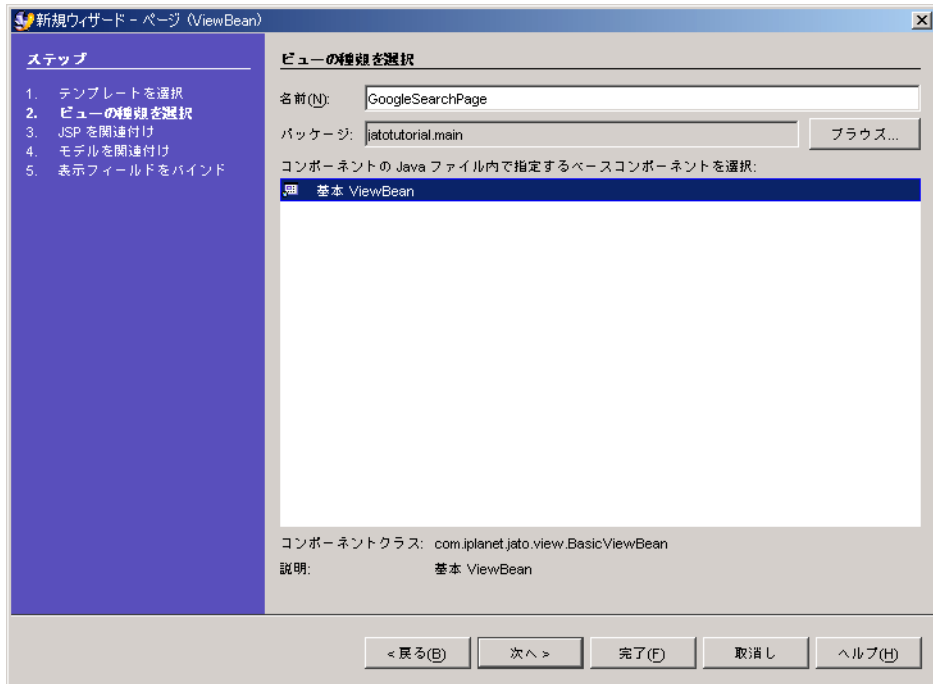 新規ウィザード - ページ (ViewBean)
ステップ
1. テンプレートを選択
2. ビューの種類を選択
3. JSP を関連付け
4. モデルを関連付け
5. 表示フィールドをバインド
ビューの種類を選択
名前(N): GoogleSearchPage
パッケージ: jatotutorial.main ブラウズ...
コンポーネントの Java ファイル内で指定するベースコンポーネントを選択:
基本 ViewBean
コンポーネントクラス: com.iplanet.jato.view.BasicViewBean
説明: 基本 ViewBean
< 戻る(B) 次へ > 完了(F) 取消し ヘルプ(H)